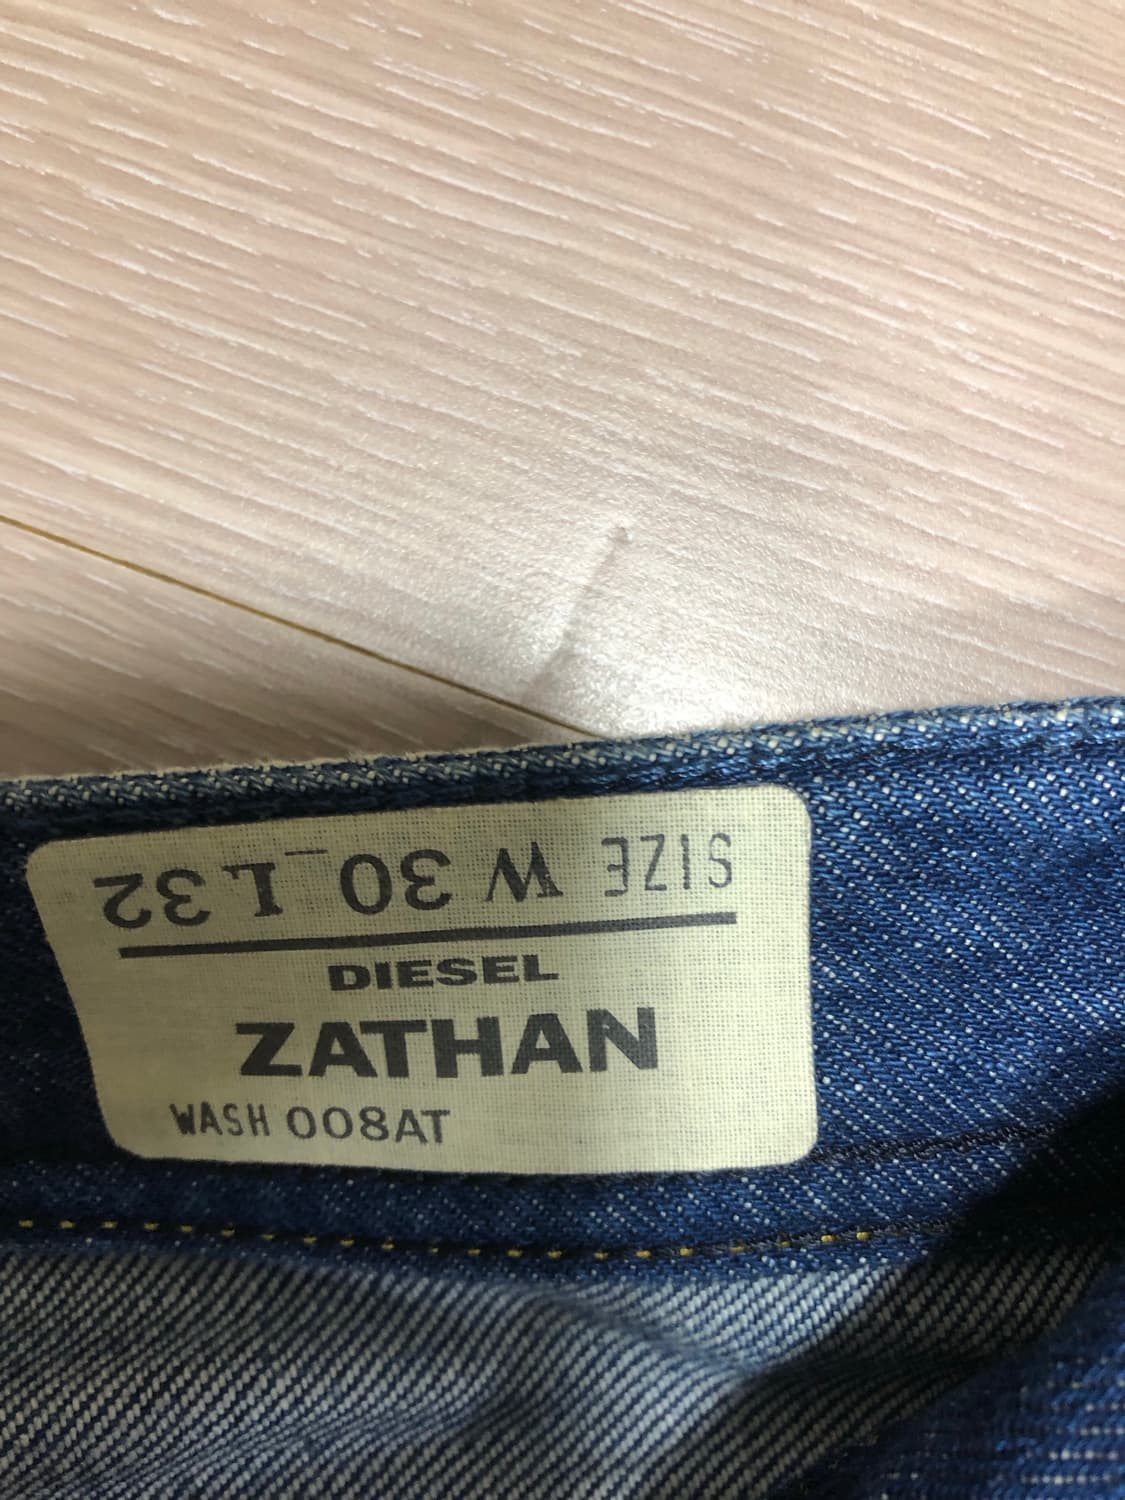 SIZE W 30 L 32
DIESEL
ZATHAN
WASH 008AT